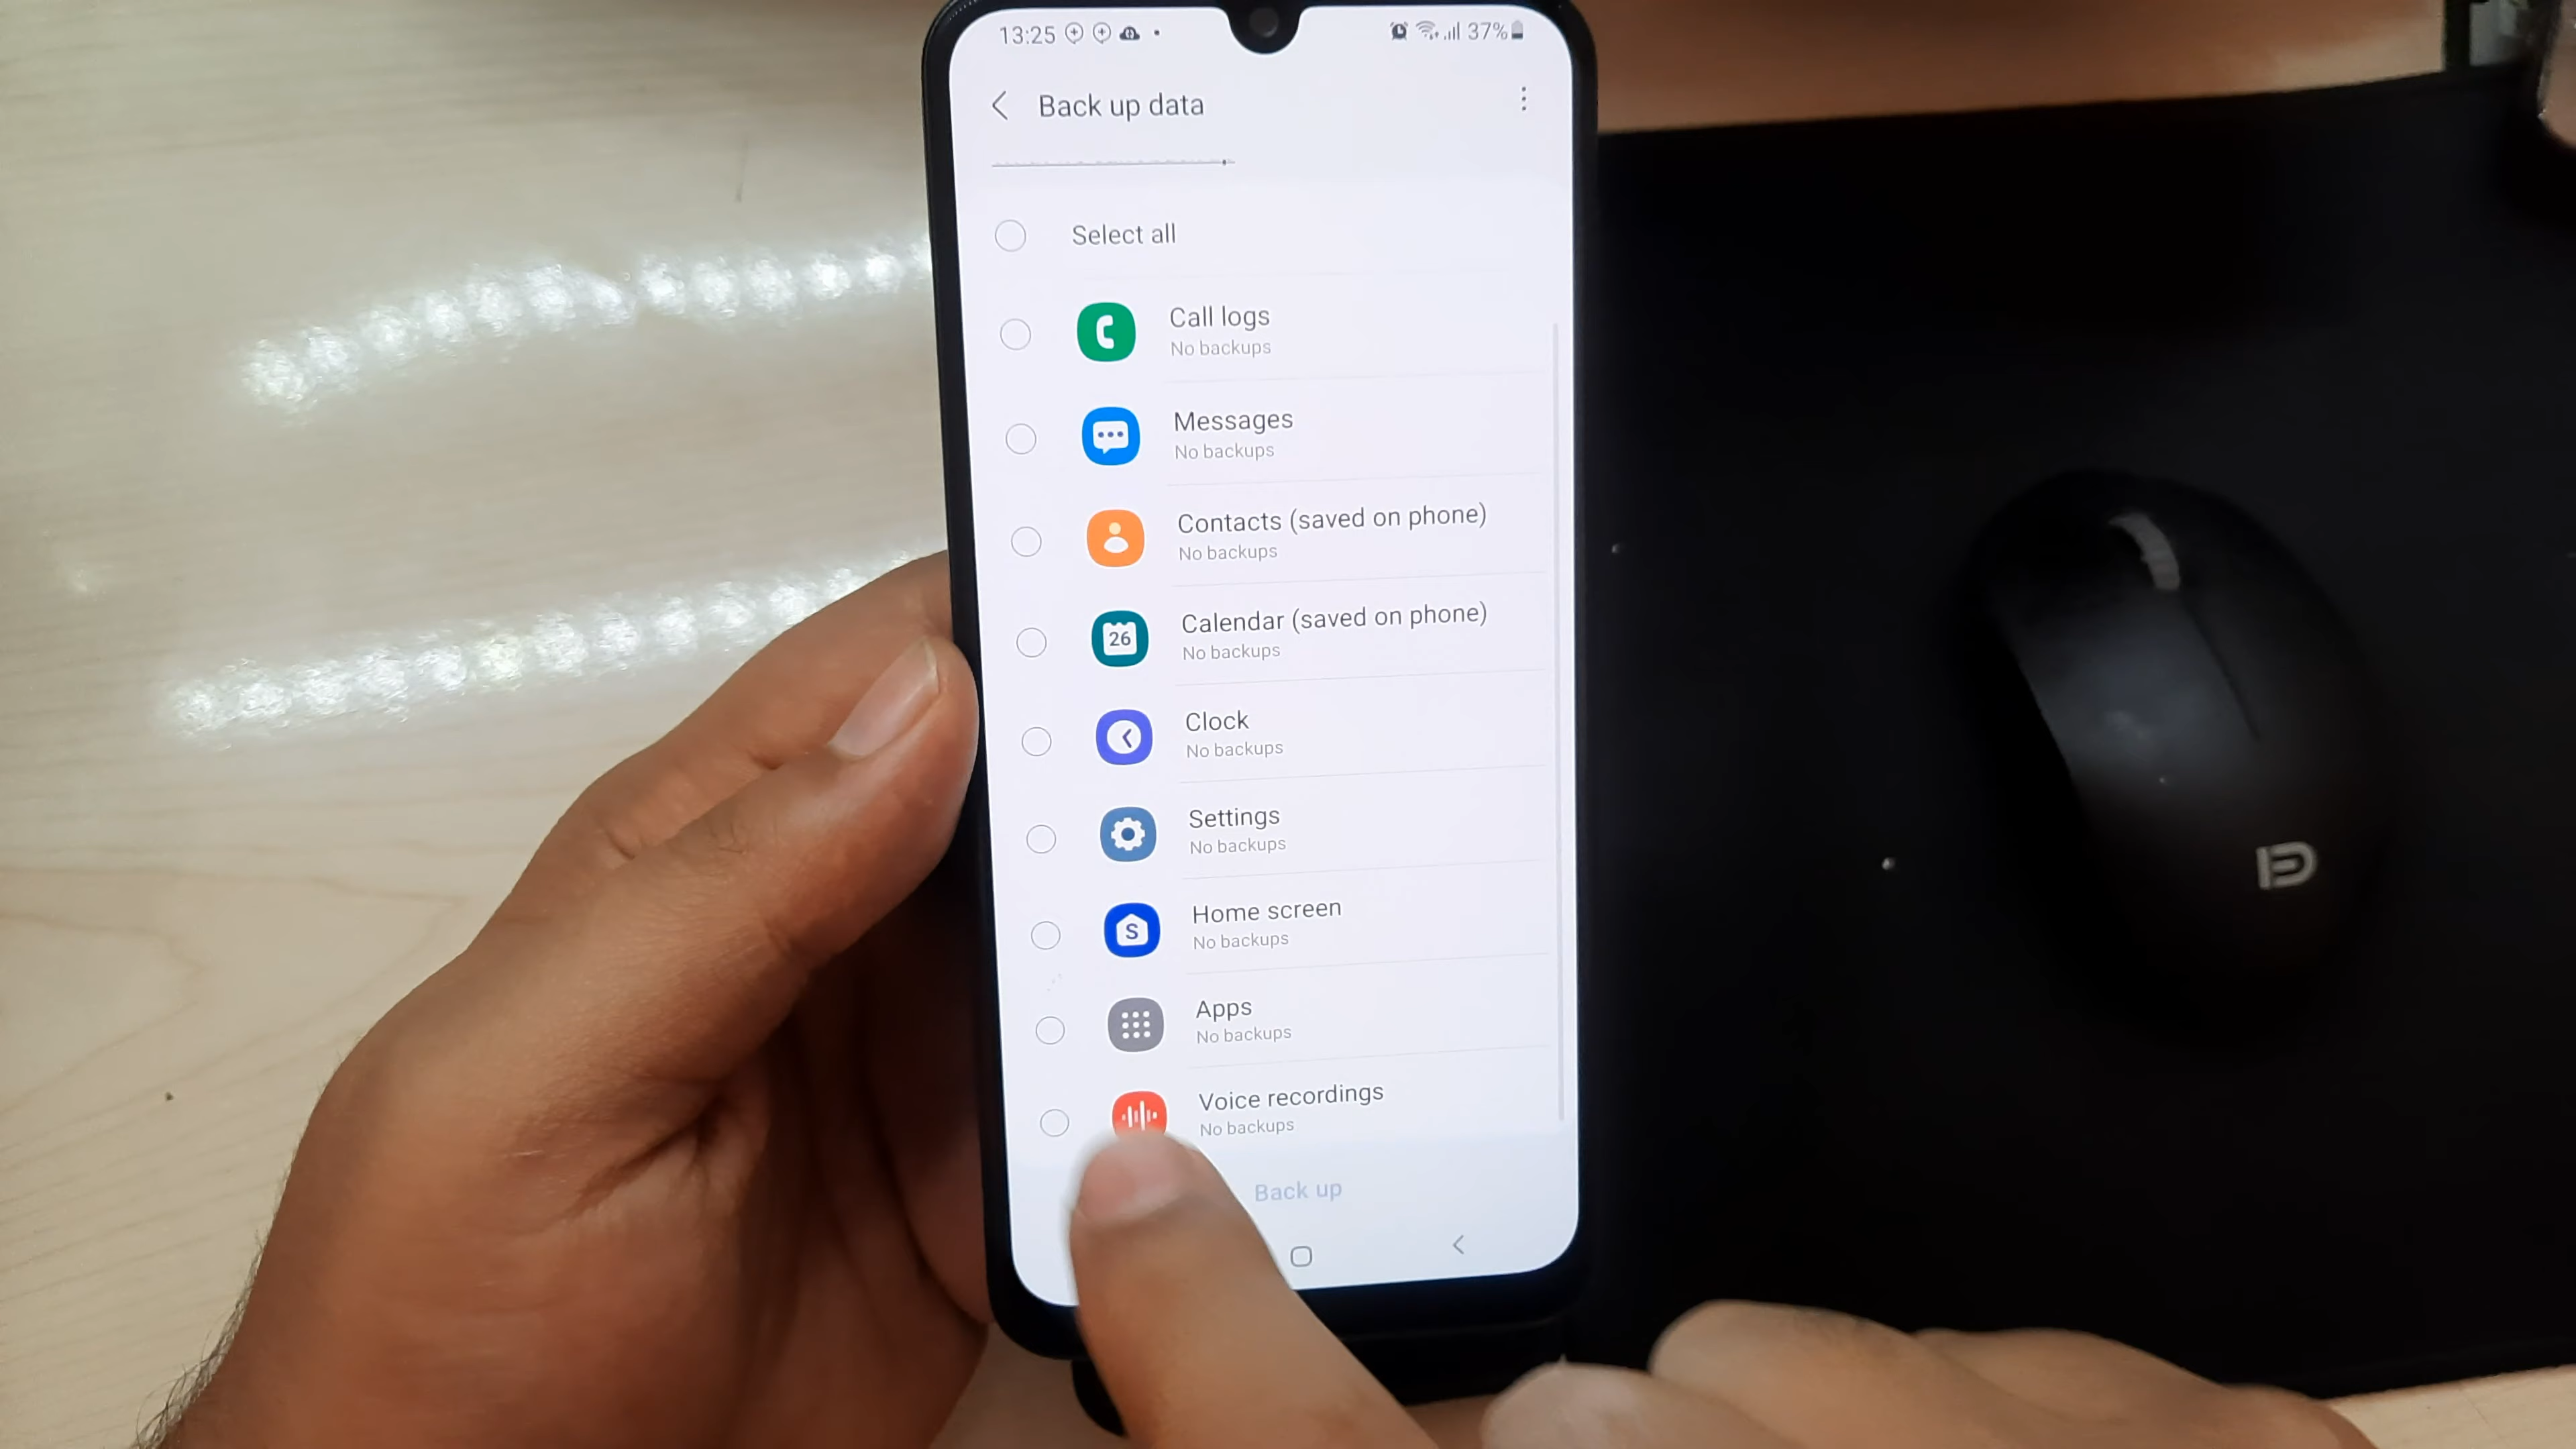 13:25
37%
Back up data
Select all
Call logs
No backups
Messages
No backups
Contacts (saved on phone)
No backups
26
Calendar (saved on phone)
No backups
Clock
No backups
Settings
No backups
S
Home screen
No backups
Apps
No backups
Voice recordings
No backups
Back up